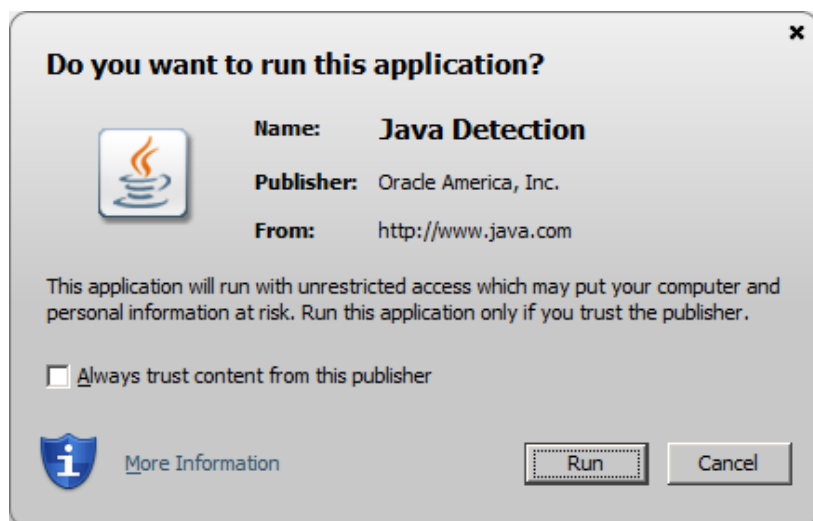 Do you want to run this application?
Name: Java Detection
Publisher: Oracle America, Inc.
From: http://www.java.com
This application will run with unrestricted access which may put your computer and
personal information at risk. Run this application only if you trust the publisher.
Always trust content from this publisher
More Information
Run
Cancel